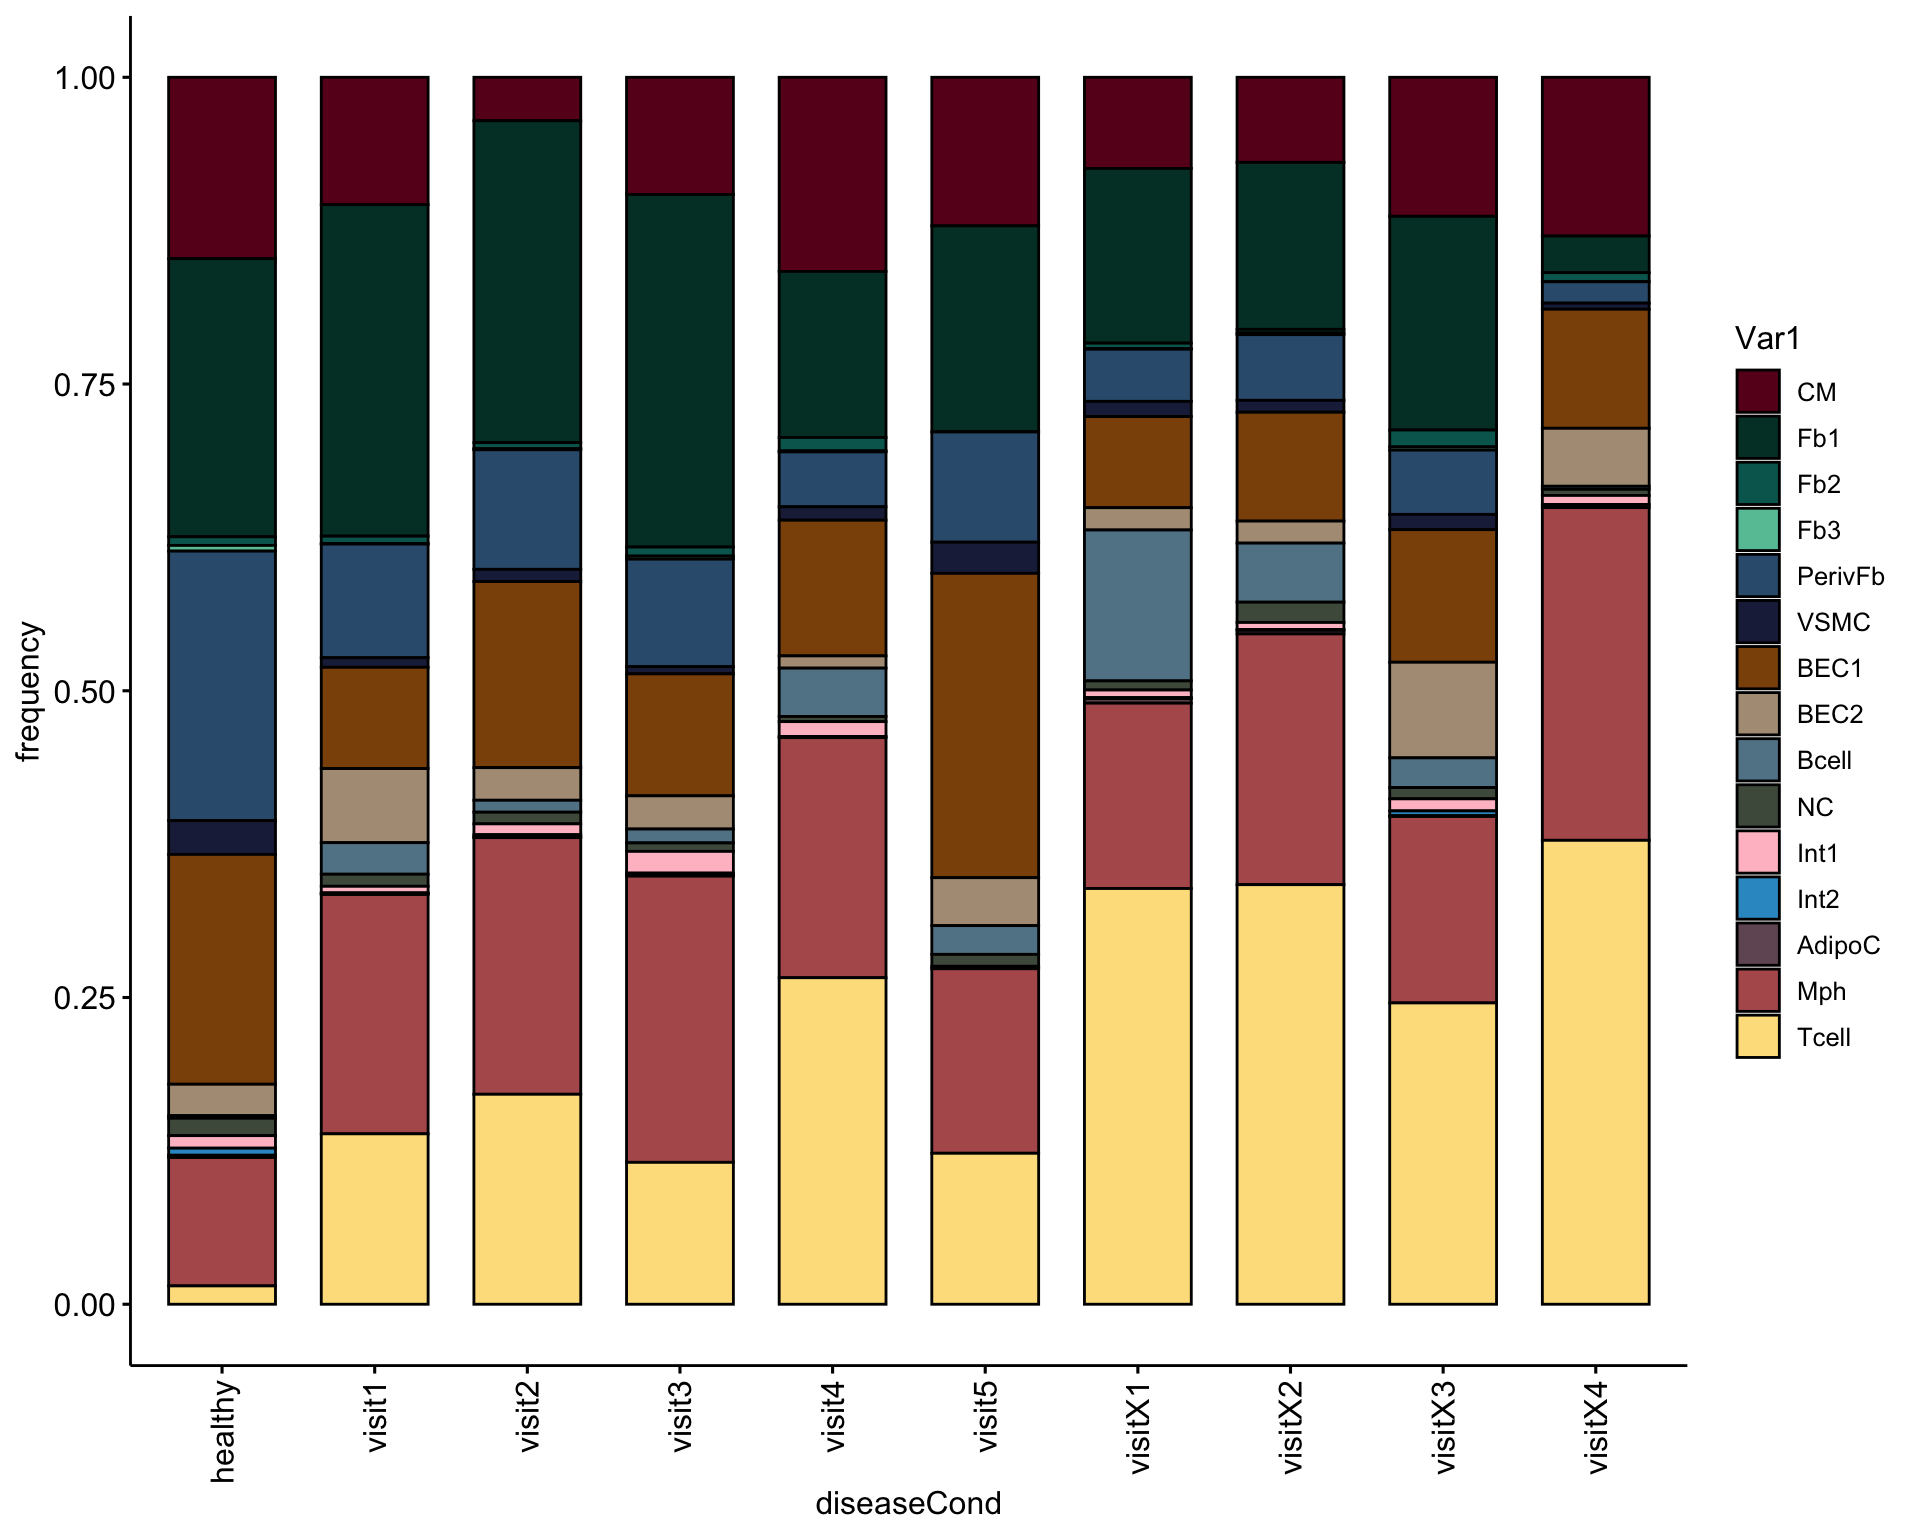 1.00
0.75
0.50
0.25
0.00
frequency
healthy
visit1
visit2
visit3
visit4
visit5
visitX1
visitX2
visitX3
visitX4
diseaseCond
Var1
CM
Fb1
Fb2
Fb3
PerivFb
VSMC
BEC1
BEC2
Bcell
NC
Int1
Int2
AdipoC
Mph
Tcell